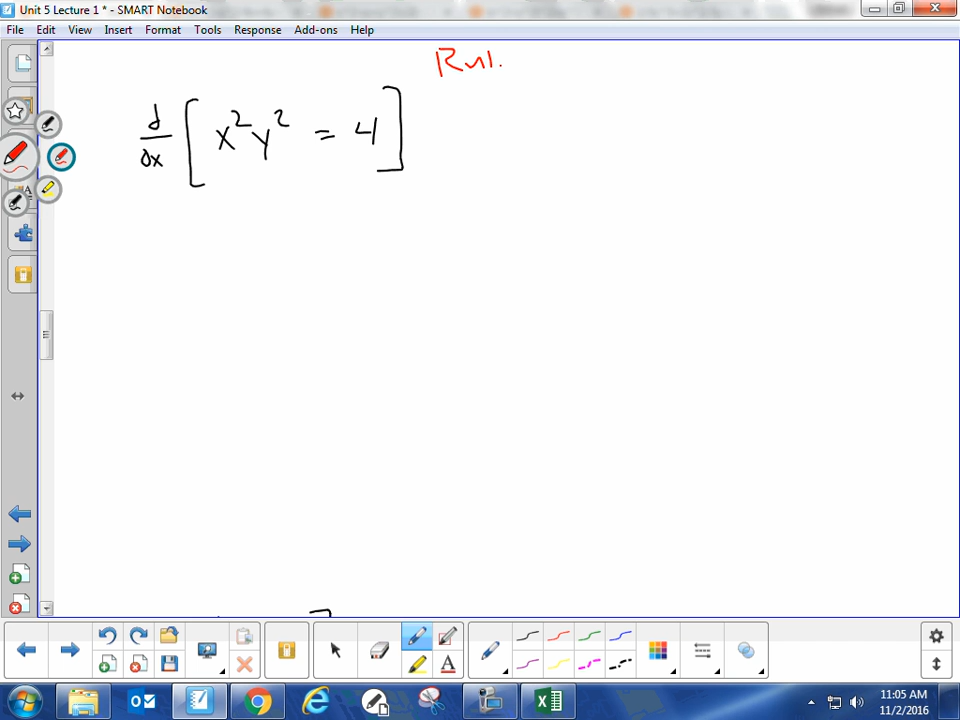 Unit 5 Lecture 1 * - SMART Notebook
File Edit View Insert Format Tools Response Add-ons Help
Rul.
d/dx [x²y² = 4]
A
A
11:05 AM
11/2/2016